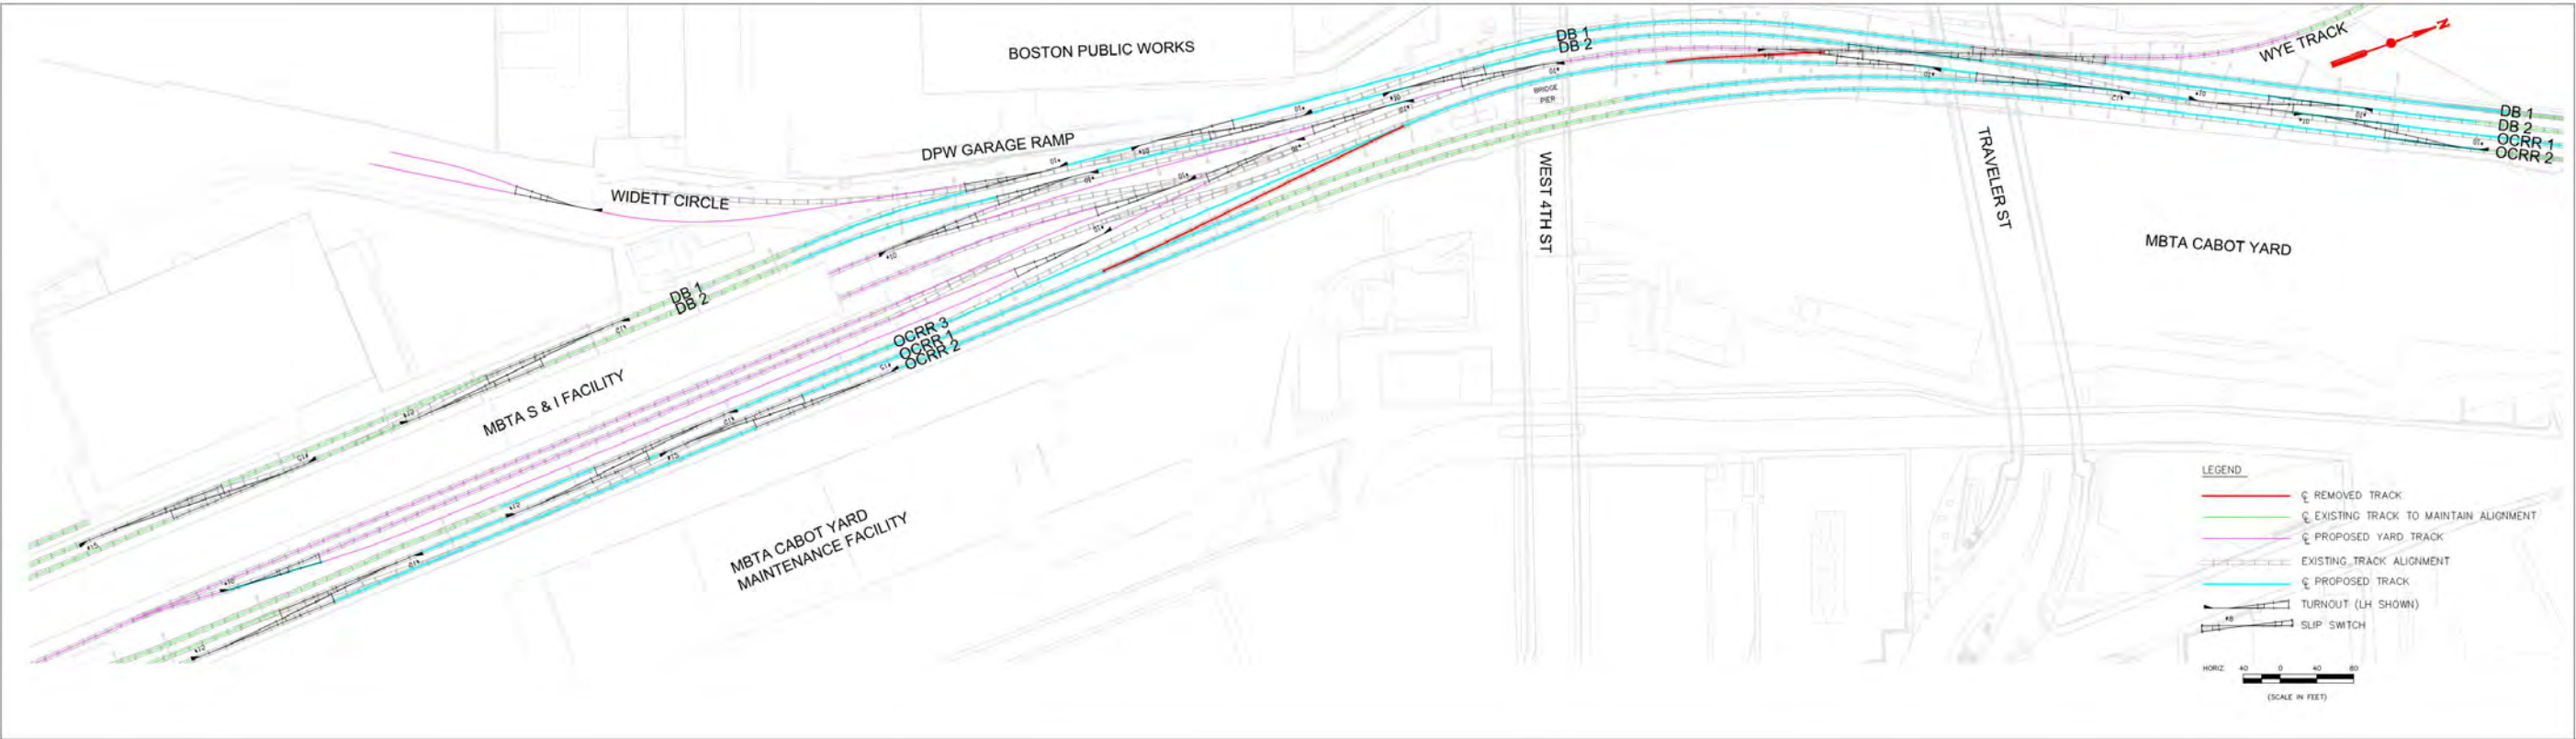 BOSTON PUBLIC WORKS
DB 1
DB 2
WYE TRACK
N
DB 1
DB 2
OCRR 1
OCRR 2
BRIDGE
PIER
DPW GARAGE RAMP
WIDETT CIRCLE
WEST 4TH ST
TRAVELER ST
MBTA CABOT YARD
DB 1
DB 2
OCRR 3
OCRR 1
OCRR 2
MBTA S & I FACILITY
MBTA CABOT YARD
MAINTENANCE FACILITY
LEGEND
℄ REMOVED TRACK
℄ EXISTING TRACK TO MAINTAIN ALIGNMENT
℄ PROPOSED YARD TRACK
EXISTING TRACK ALIGNMENT
℄ PROPOSED TRACK
TURNOUT (LH SHOWN)
#8
SLIP SWITCH
HORIZ. 40 0 40 80
(SCALE IN FEET)